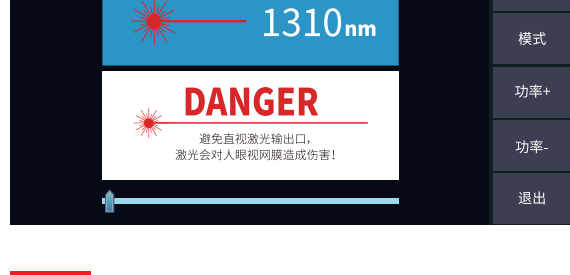 1310nm
模式
DANGER
功率+
避免直视激光输出口，
激光会对人眼视网膜造成伤害！
功率-
退出